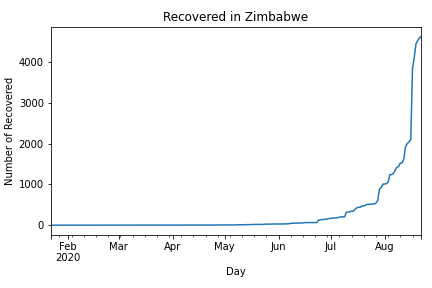 Recovered in Zimbabwe
Number of Recovered
4000
3000
2000
1000
0
Feb Mar Apr May Jun Jul Aug
2020
Day